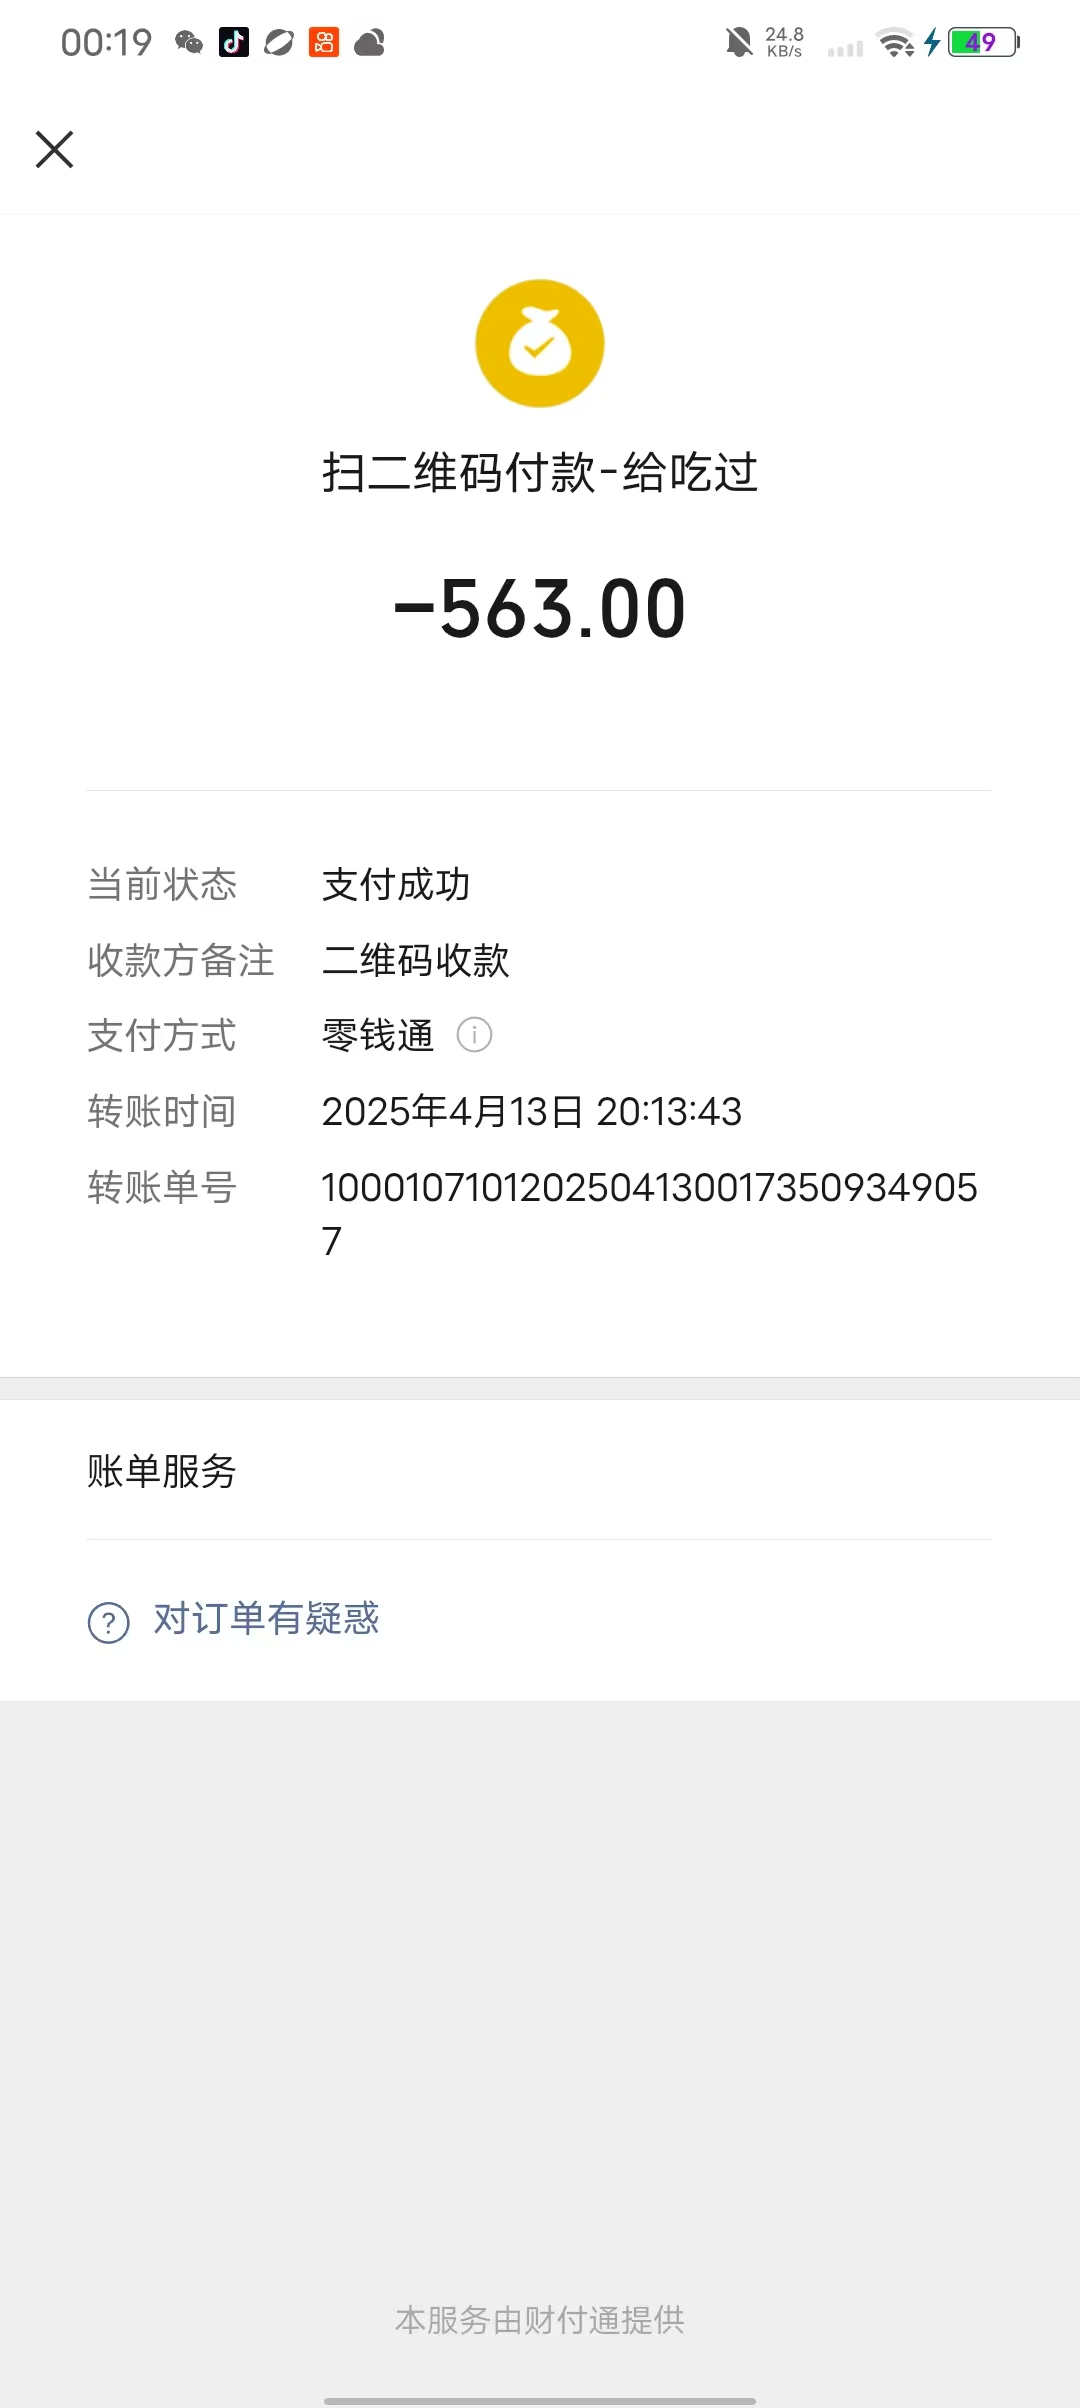 00:19
24.8
KB/s
49
扫二维码付款-给吃过
-563.00
当前状态 支付成功
收款方备注 二维码收款
支付方式 零钱通
转账时间 2025年4月13日 20:13:43
转账单号 1000107101202504130017350934905
7
账单服务
对订单有疑惑
本服务由财付通提供